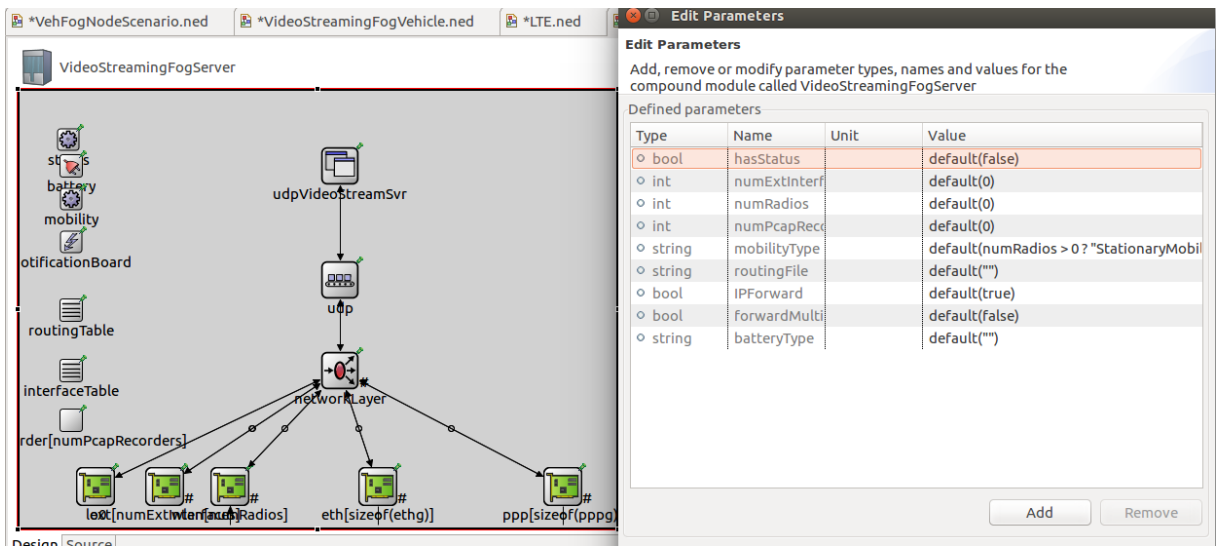 *VehFogNodeScenario.ned
*VideoStreamingFogVehicle.ned
*LTE.ned
VideoStreamingFogServer
battery
mobility
otificationBoard
routingTable
interfaceTable
rder[numPcapRecorders]
udpVideoStreamSvr
udp
networkLayer
eth[sizeof(ethg)]
ppp[sizeof(pppg)
Design Source
Edit Parameters
Edit Parameters
Add, remove or modify parameter types, names and values for the
compound module called VideoStreamingFogServer
Defined parameters
Type Name Unit Value
bool hasStatus default(false)
int numExtInterf default(0)
int numRadios default(0)
int numPcapReco default(0)
string mobilityType default(numRadios > 0 ? "StationaryMobil
string routingFile default("")
bool IPForward default(true)
bool forwardMulti default(false)
string batteryType default("")
Add Remove